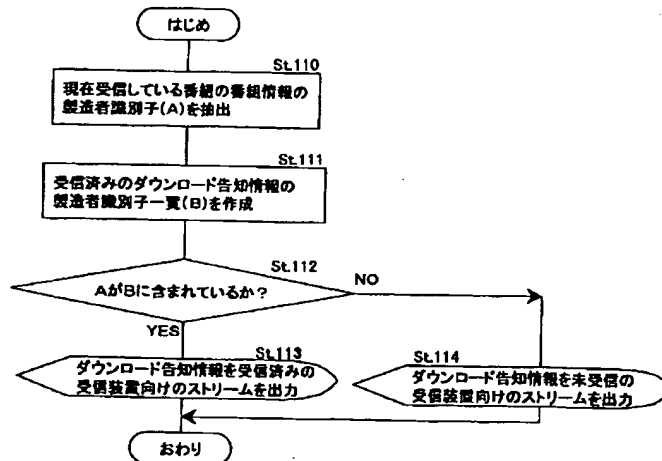 はじめ
St.110
現在受信している番組の番組情報の
製造者識別子(A)を抽出
St.111
受信済みのダウンロード告知情報の
製造者識別子一覧(B)を作成
St.112
AがBに含まれているか?
NO
YES
St.113
ダウンロード告知情報を受信済みの
受信装置向けのストリームを出力
St.114
ダウンロード告知情報を未受信の
受信装置向けのストリームを出力
おわり